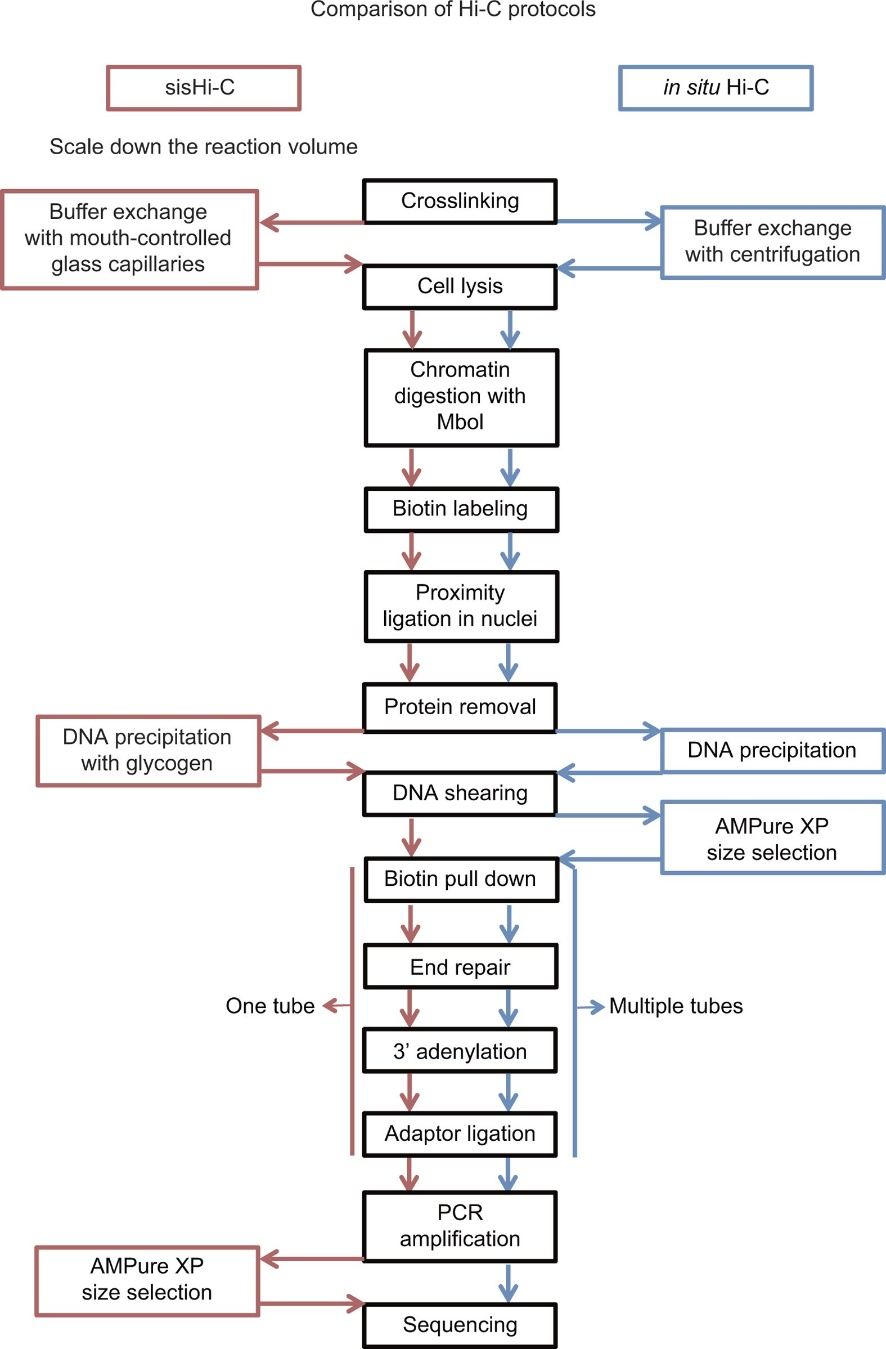 Comparison of Hi-C protocols
sisHi-C
in situ Hi-C
Scale down the reaction volume
Crosslinking
Buffer exchange
with mouth-controlled
glass capillaries
Buffer exchange
with centrifugation
Cell lysis
Chromatin
digestion with
MboI
Biotin labeling
Proximity
ligation in nuclei
Protein removal
DNA precipitation
with glycogen
DNA precipitation
DNA shearing
AMPure XP
size selection
Biotin pull down
End repair
One tube
Multiple tubes
3’ adenylation
Adaptor ligation
PCR
amplification
AMPure XP
size selection
Sequencing